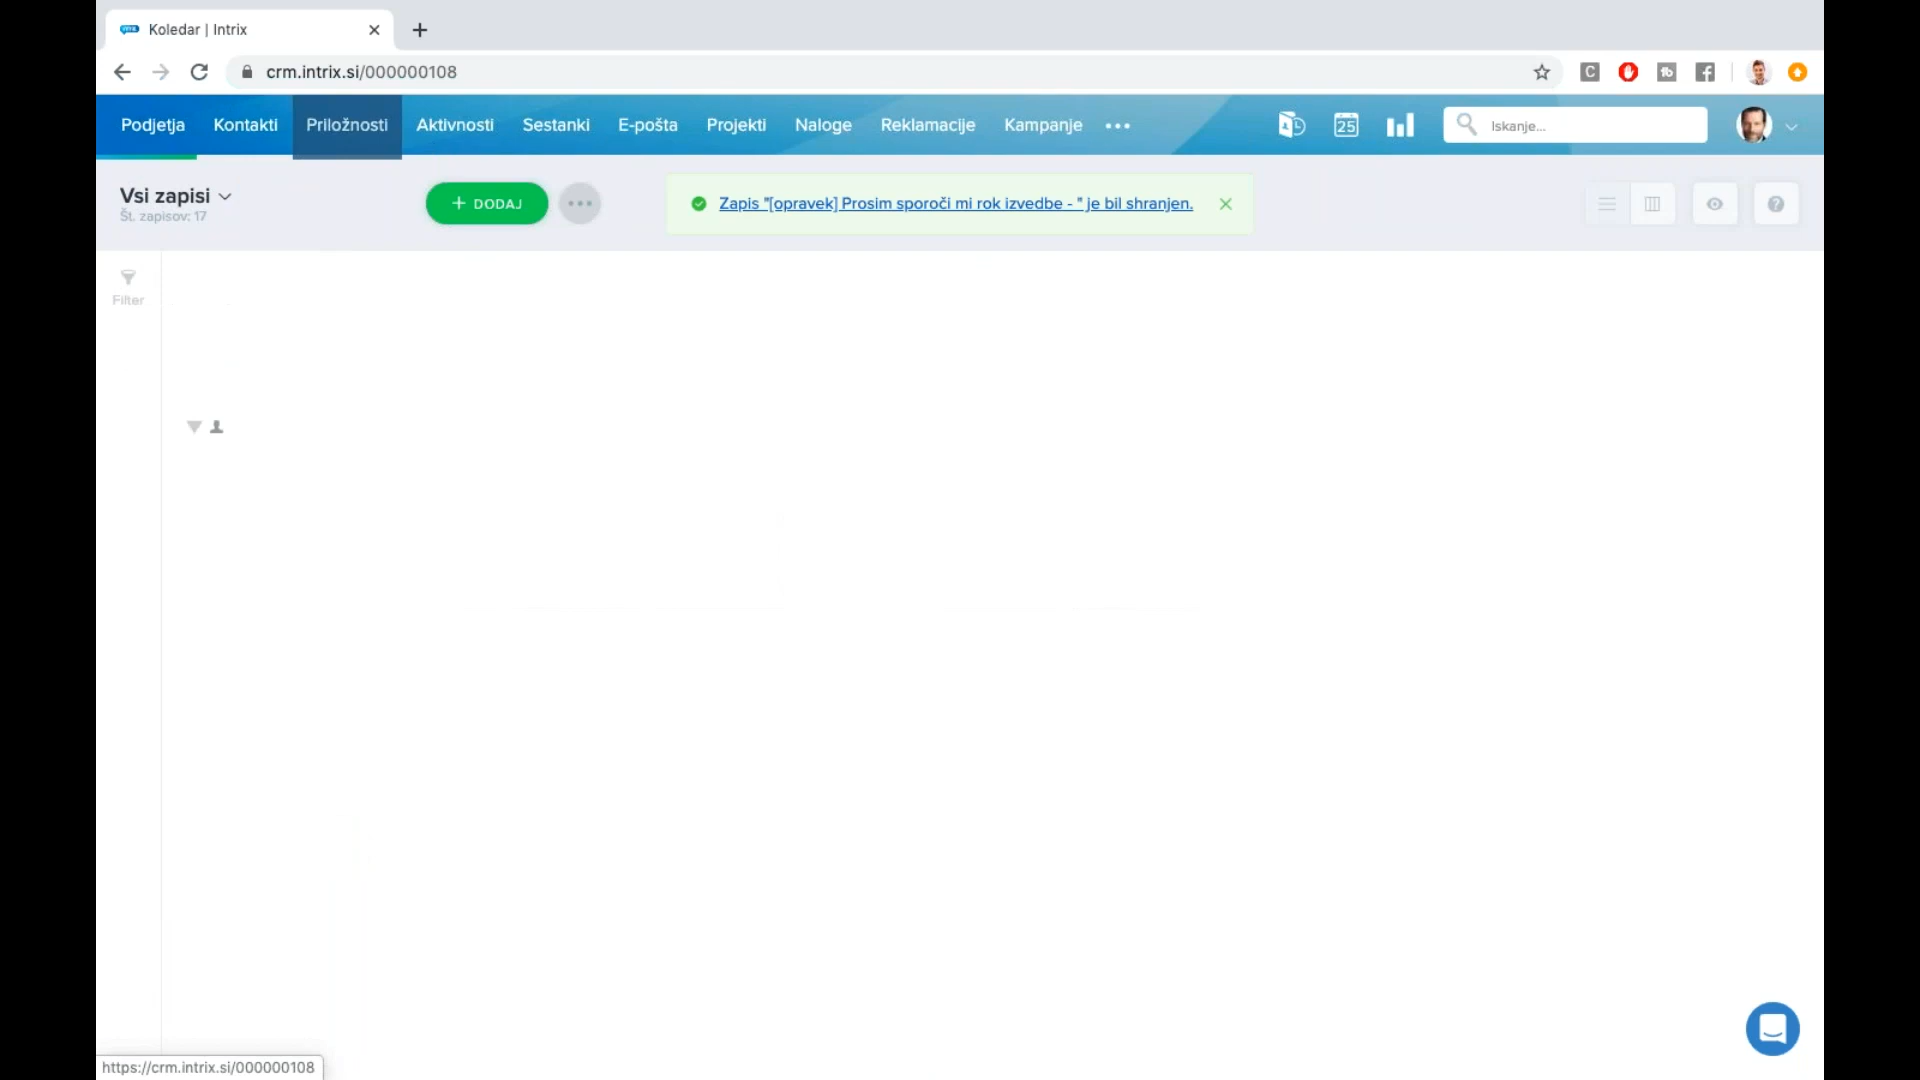 Koledar | Intrix
crm.intrix.si/000000108
Podjetja Kontakti Priložnosti Aktivnosti Sestanki E-pošta Projekti Naloge Reklamacije Kampanje
25
Iskanje...
Vsi zapisi
Št. zapisov: 17
+ DODAJ
Zapis "[opravek] Prosim sporoči mi rok izvedbe - " je bil shranjen.
Filter
https://crm.intrix.si/000000108